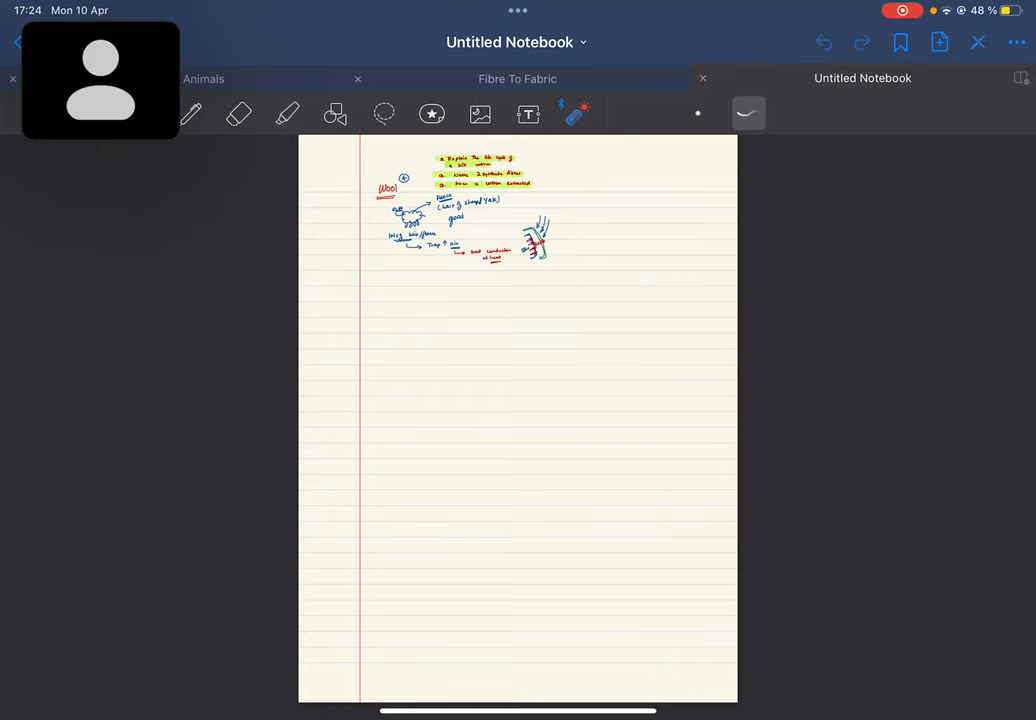 17:24 Mon 10 Apr
48 %
Untitled Notebook
Animals
Fibre To Fabric
Untitled Notebook
T
Q. Explain the life cycle of
a silk worm
Q. Name 2 synthetic fibres
Q. How is cotton extracted
Wool
fleece
(hair of sheep/Yak)
goat
hair/fleece
Trap ↑ air
bad conductor
of heat